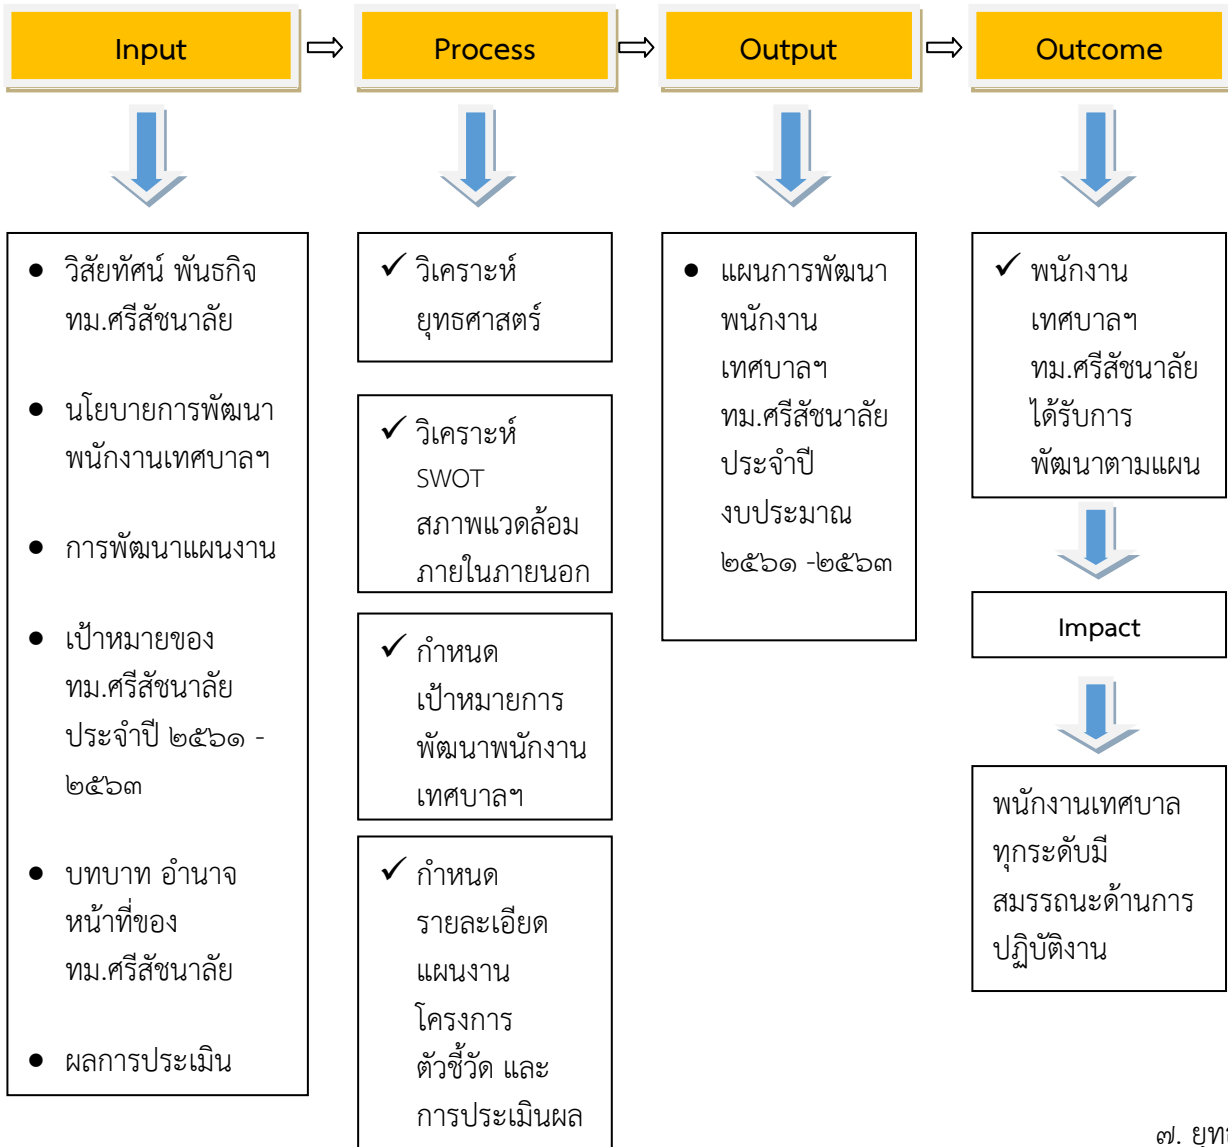 Input
Process
Output
Outcome
วิสัยทัศน์ พันธกิจ
ทม.ศรีสัชนาลัย
นโยบายการพัฒนา
พนักงานเทศบาลฯ
การพัฒนาแผนงาน
เป้าหมายของ
ทม.ศรีสัชนาลัย
ประจำปี ๒๕๖๑ -
๒๕๖๓
บทบาท อำนาจ
หน้าที่ของ
ทม.ศรีสัชนาลัย
ผลการประเมิน
วิเคราะห์
ยุทธศาสตร์
วิเคราะห์
SWOT
สภาพแวดล้อม
ภายในภายนอก
กำหนด
เป้าหมายการ
พัฒนาพนักงาน
เทศบาลฯ
กำหนด
รายละเอียด
แผนงาน
โครงการ
ตัวชี้วัด และ
การประเมินผล
แผนการพัฒนา
พนักงาน
เทศบาลฯ
ทม.ศรีสัชนาลัย
ประจำปี
งบประมาณ
๒๕๖๑ -๒๕๖๓
พนักงาน
เทศบาลฯ
ทม.ศรีสัชนาลัย
ได้รับการ
พัฒนาตามแผน
Impact
พนักงานเทศบาล
ทุกระดับมี
สมรรถนะด้านการ
ปฏิบัติงาน
๗. ยุท